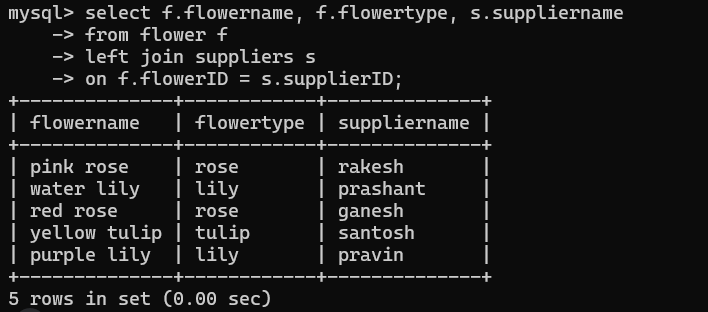 mysql> select f.flowername, f.flowertype, s.suppliername
    -> from flower f
    -> left join suppliers s
    -> on f.flowerID = s.supplierID;
+--------------+------------+--------------+
| flowername   | flowertype | suppliername |
+--------------+------------+--------------+
| pink rose    | rose       | rakesh       |
| water lily   | lily       | prashant     |
| red rose     | rose       | ganesh       |
| yellow tulip | tulip      | santosh      |
| purple lily  | lily       | pravin       |
+--------------+------------+--------------+
5 rows in set (0.00 sec)